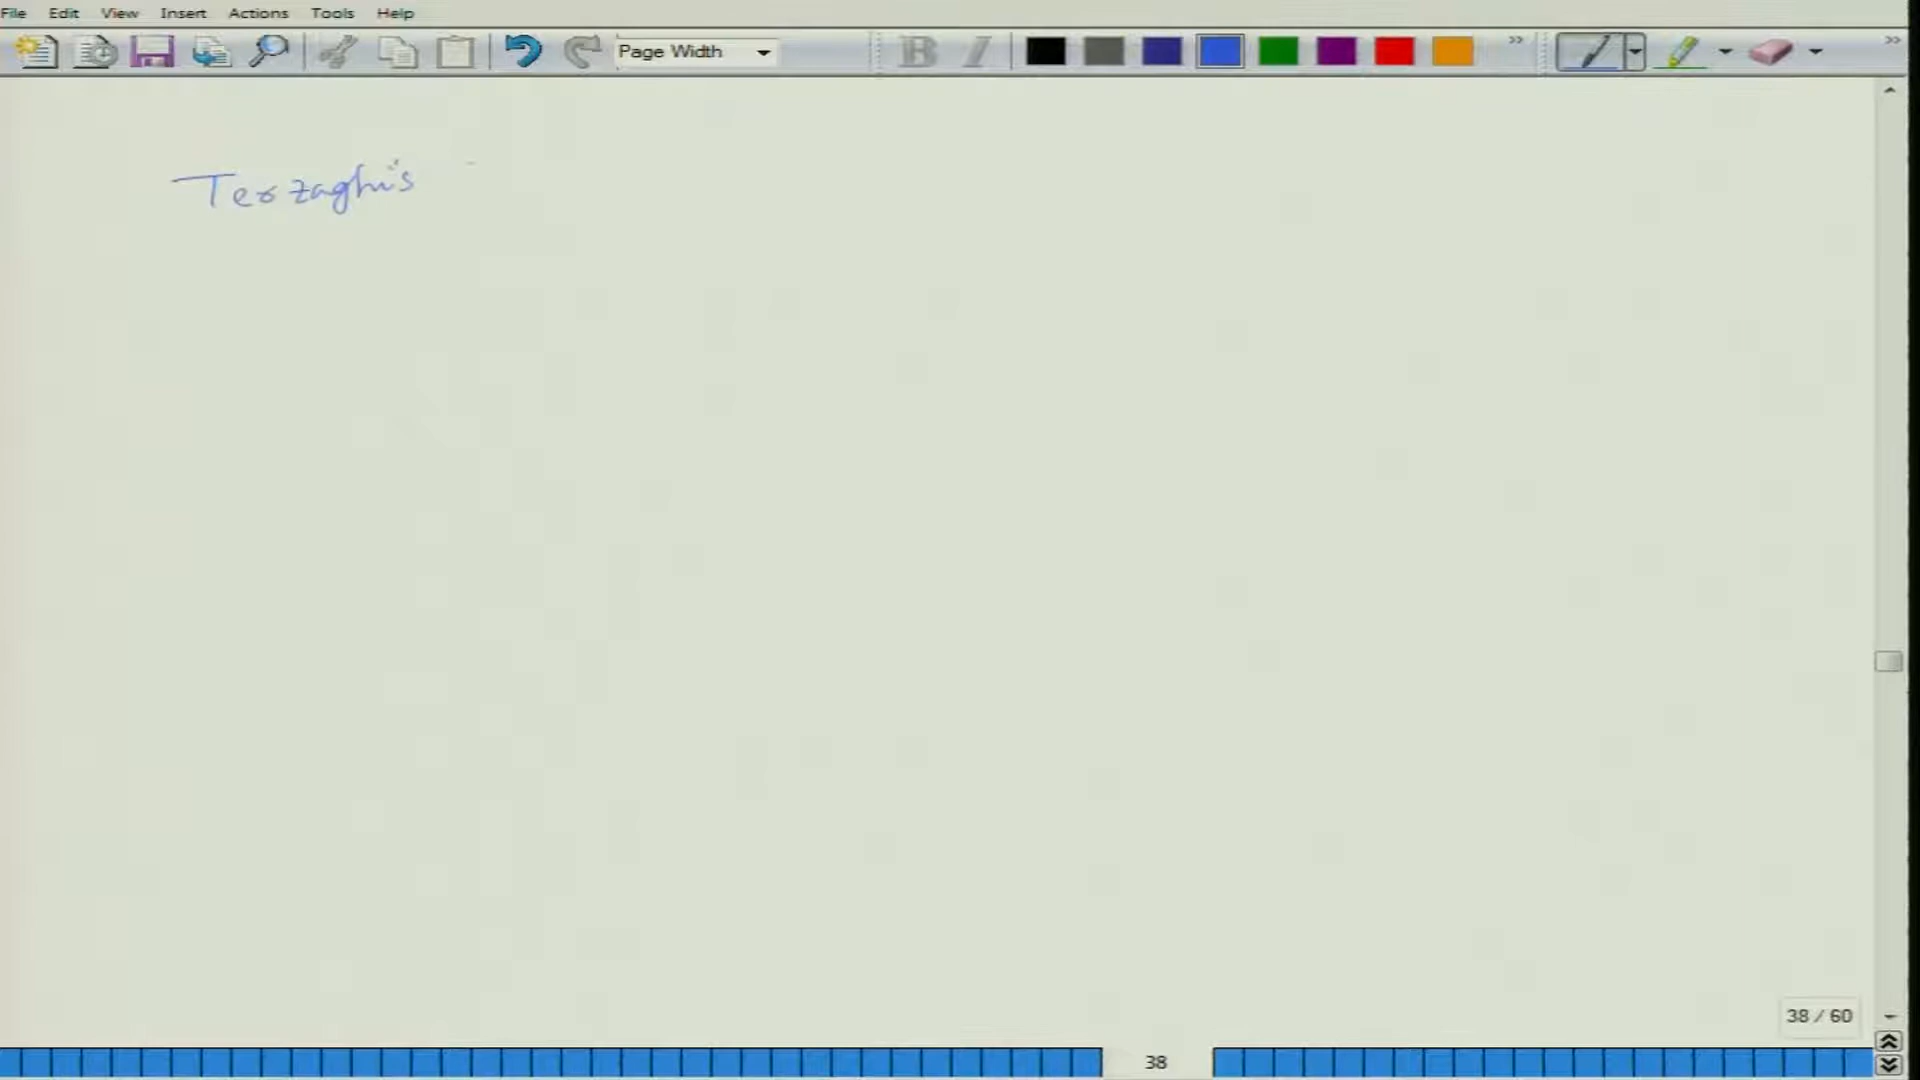 File Edit View Insert Actions Tools Help
Page Width B I
Terzaghi's
38 / 60
38